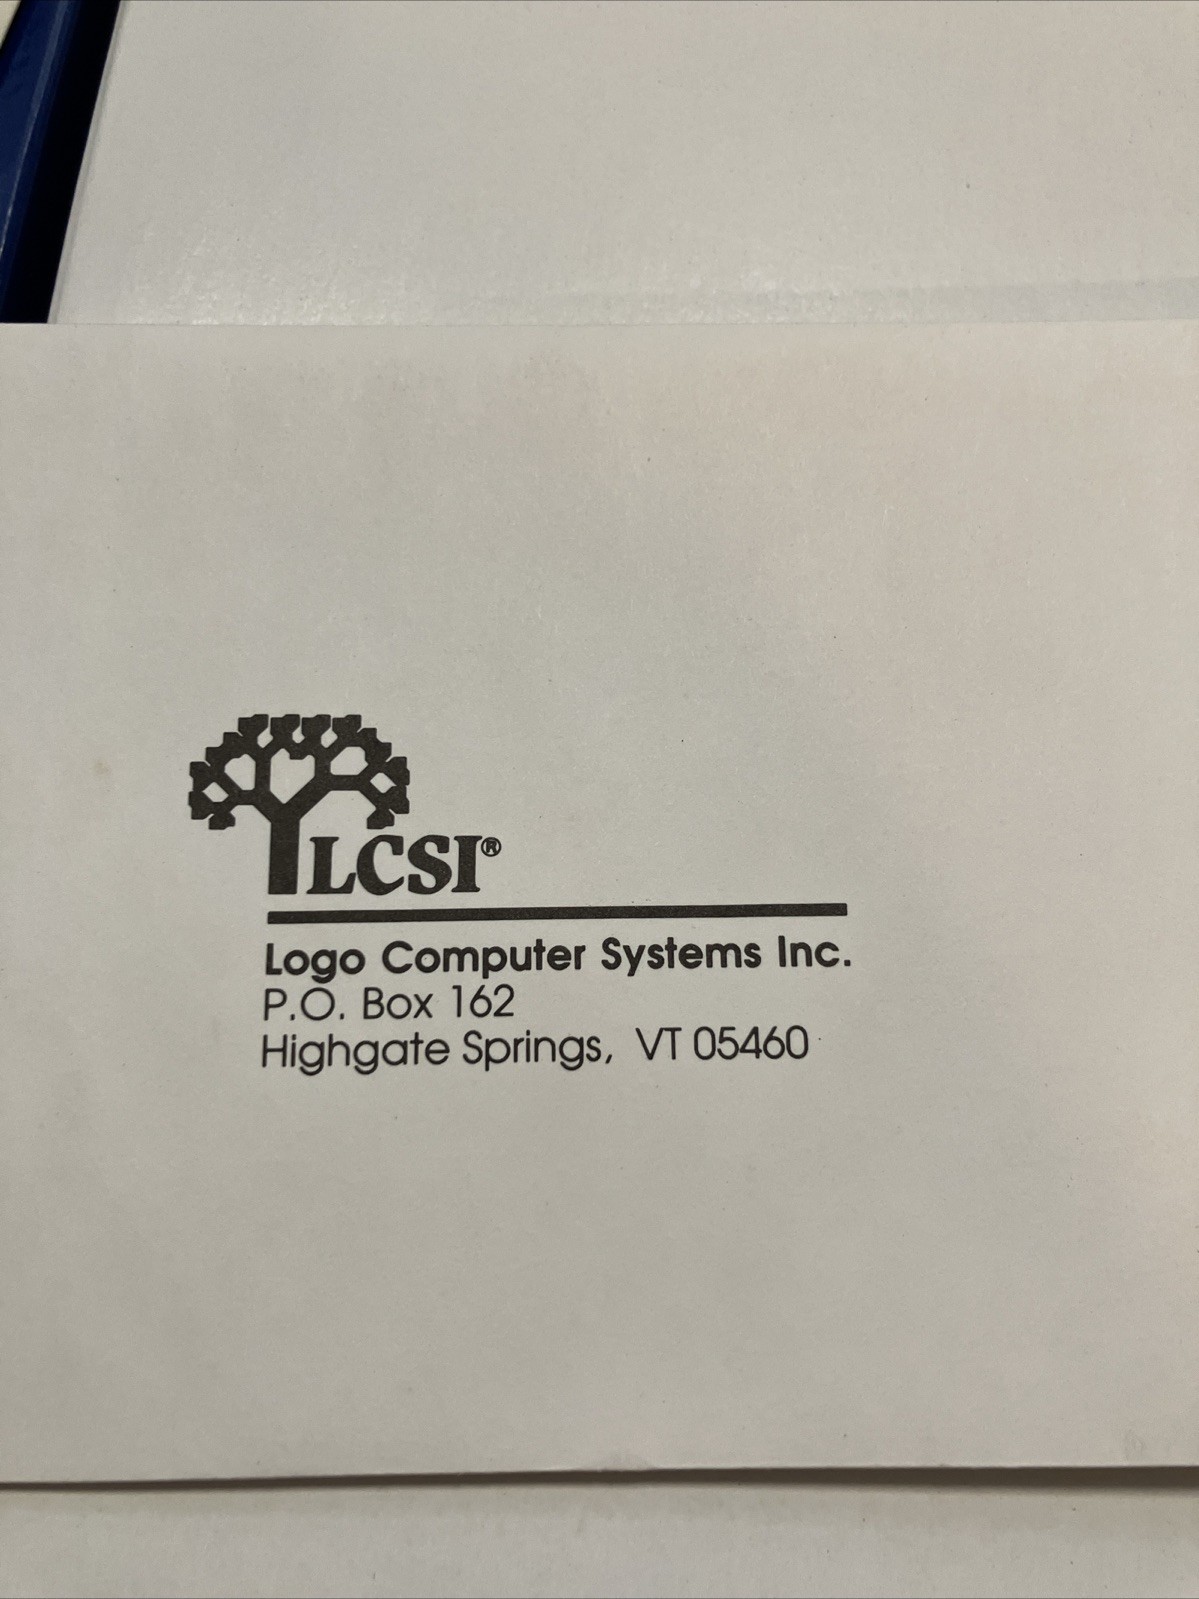 LCSI®
Logo Computer Systems Inc.
P.O. Box 162
Highgate Springs, VT 05460